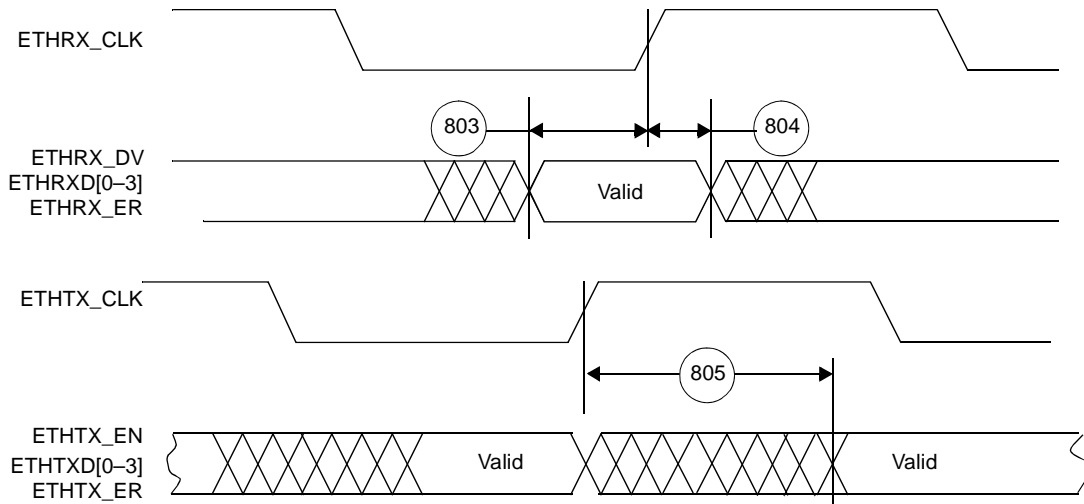 ETHRX_CLK
803
804
ETHRX_DV
ETHRXD[0–3]
ETHRX_ER
Valid
ETHTX_CLK
805
ETHTX_EN
ETHTXD[0–3]
ETHTX_ER
Valid
Valid